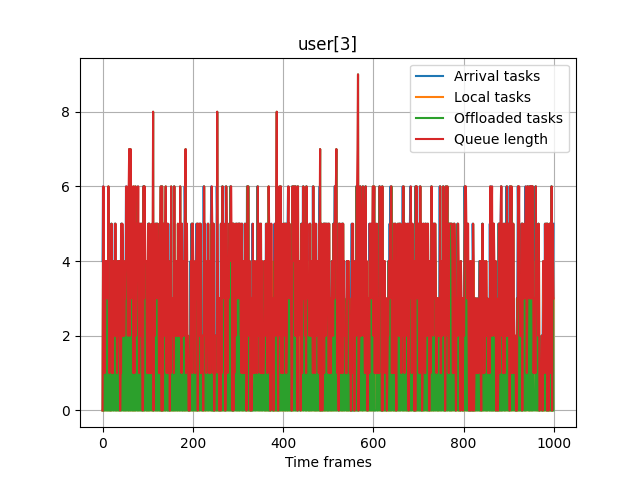 user[3]
Arrival tasks
Local tasks
Offloaded tasks
Queue length
8
6
4
2
0
0 200 400 600 800 1000
Time frames